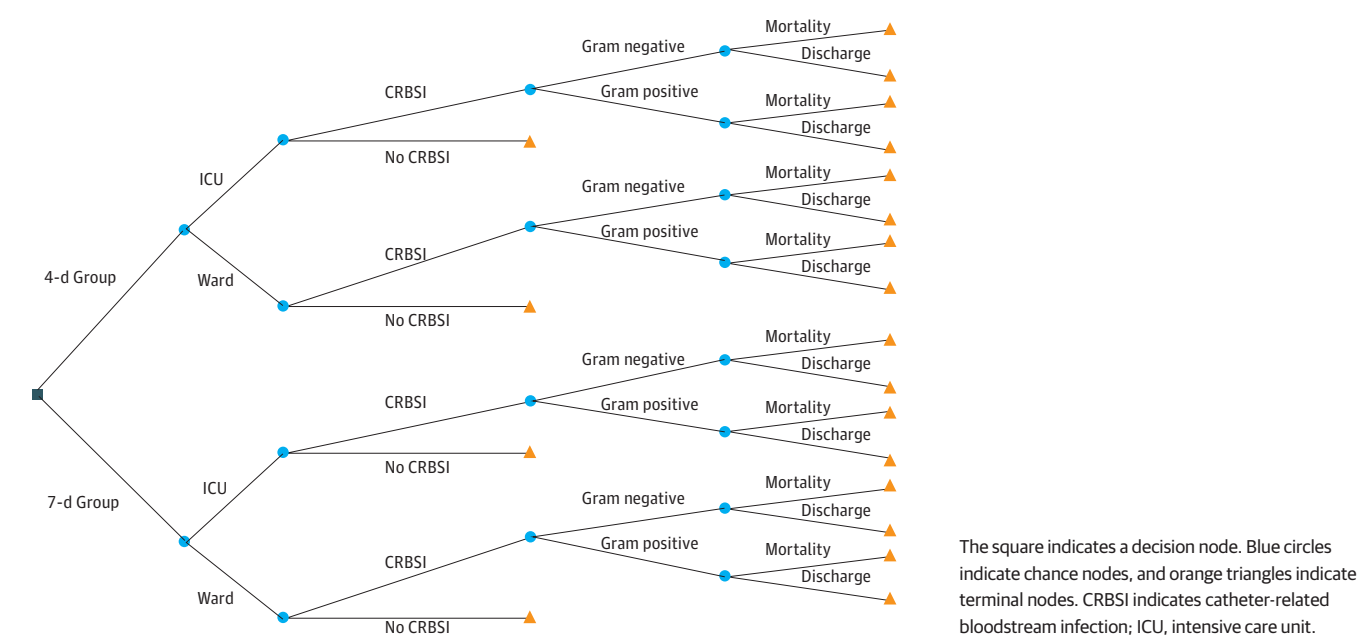 Mortality
Gram negative
Discharge
CRBSI
Gram positive
Mortality
Discharge
No CRBSI
ICU
Mortality
Gram negative
Discharge
Gram positive
Mortality
CRBSI
Discharge
4-d Group
Ward
No CRBSI
Mortality
Gram negative
Discharge
CRBSI
Gram positive
Mortality
Discharge
No CRBSI
ICU
7-d Group
Mortality
Gram negative
Discharge
Gram positive
Mortality
CRBSI
Discharge
Ward
No CRBSI
The square indicates a decision node. Blue circles
indicate chance nodes, and orange triangles indicate
terminal nodes. CRBSI indicates catheter-related
bloodstream infection; ICU, intensive care unit.